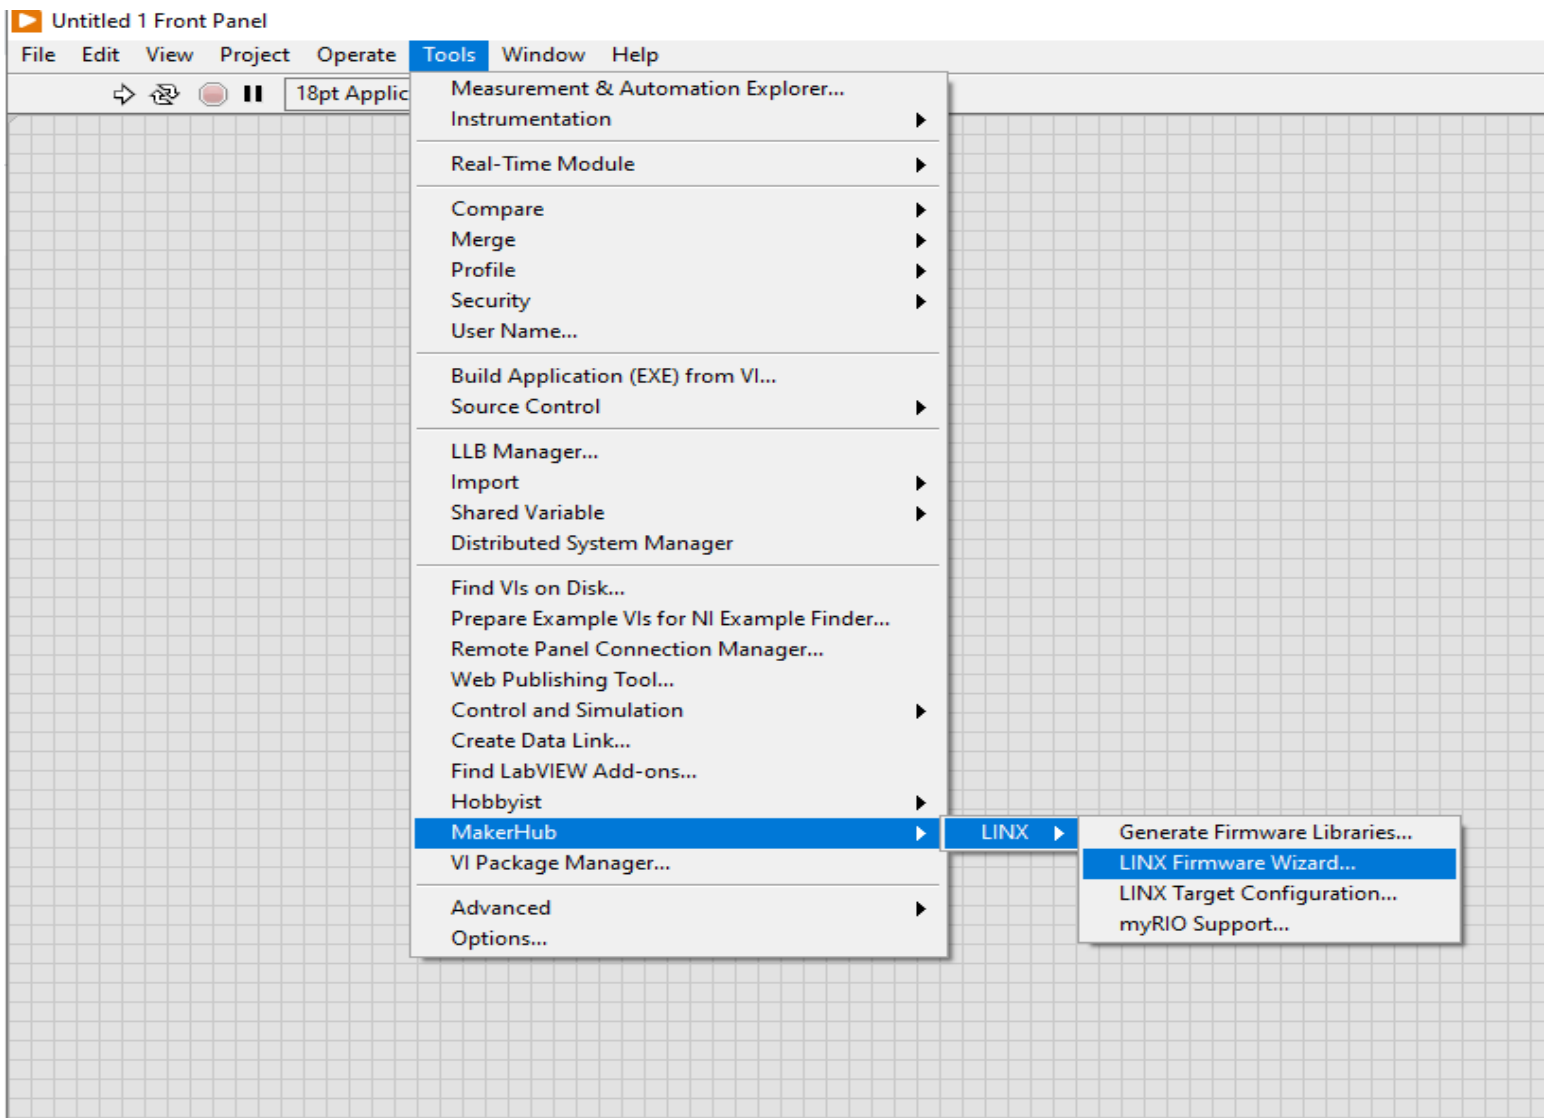 Untitled 1 Front Panel
File Edit View Project Operate Tools Window Help
18pt Applic
Measurement & Automation Explorer...
Instrumentation
Real-Time Module
Compare
Merge
Profile
Security
User Name...
Build Application (EXE) from VI...
Source Control
LLB Manager...
Import
Shared Variable
Distributed System Manager
Find VIs on Disk...
Prepare Example VIs for NI Example Finder...
Remote Panel Connection Manager...
Web Publishing Tool...
Control and Simulation
Create Data Link...
Find LabVIEW Add-ons...
Hobbyist
MakerHub
VI Package Manager...
Advanced
Options...
LINX
Generate Firmware Libraries...
LINX Firmware Wizard...
LINX Target Configuration...
myRIO Support...